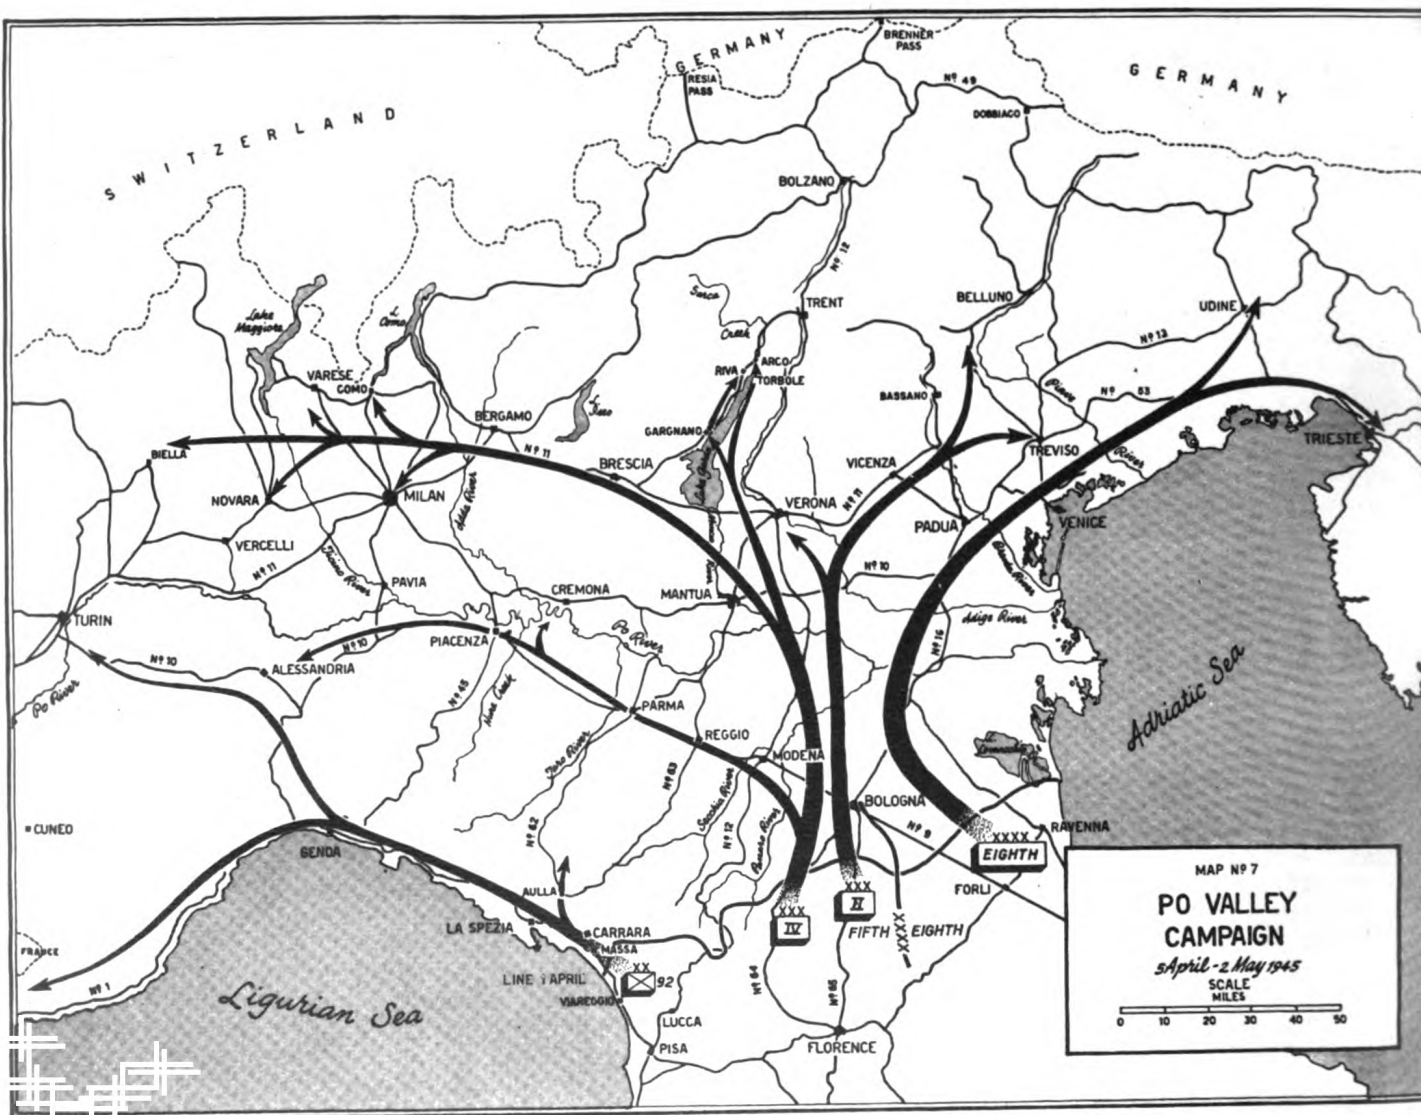 GERMANY
BRENNER
PASS
RESIA
PASS
GERMANY
Nº 49
DOBBIACO
SWITZERLAND
BOLZANO
Nº 12
Sarca
Creek
TRENT
BELLUNO
UDINE
Lake
Maggiore
L
Como
VARESE
COMO
ARCO
RIVA
TORBOLE
Nº 13
Nº 53
Piave
River
BASSANO
BERGAMO
L
Iseo
GARGNANO
TRIESTE
BIELLA
Nº 11
BRESCIA
Lake Garda
VICENZA
TREVISO
NOVARA
MILAN
Adda River
VERONA
Nº 11
PADUA
VENICE
VERCELLI
Ticino River
Mincio
River
Brenta River
Nº 11
PAVIA
CREMONA
MANTUA
Nº 10
TURIN
PIACENZA
Po River
Adige River
Nº 10
ALESSANDRIA
Nº 10
Nº 16
Po River
Nº 45
Creek
PARMA
Taro River
REGGIO
Nº 63
MODENA
Adriatic Sea
L.
Comacchio
Secchia River
BOLOGNA
Nº 9
RAVENNA
CUNEO
GENOA
Nº 62
Nº 12
Panaro River
XXXX
EIGHTH
FORLI
AULLA
XXX
II
XXX
IV
FIFTH XXXX EIGHTH
FRANCE
LA SPEZIA
CARRARA
MASSA
LINE 1 APRIL
XX
92
VIAREGGIO
Nº 1
Ligurian Sea
Nº 64
Nº 65
LUCCA
PISA
FLORENCE
MAP Nº 7
PO VALLEY
CAMPAIGN
5 April - 2 May 1945
SCALE
MILES
0 10 20 30 40 50